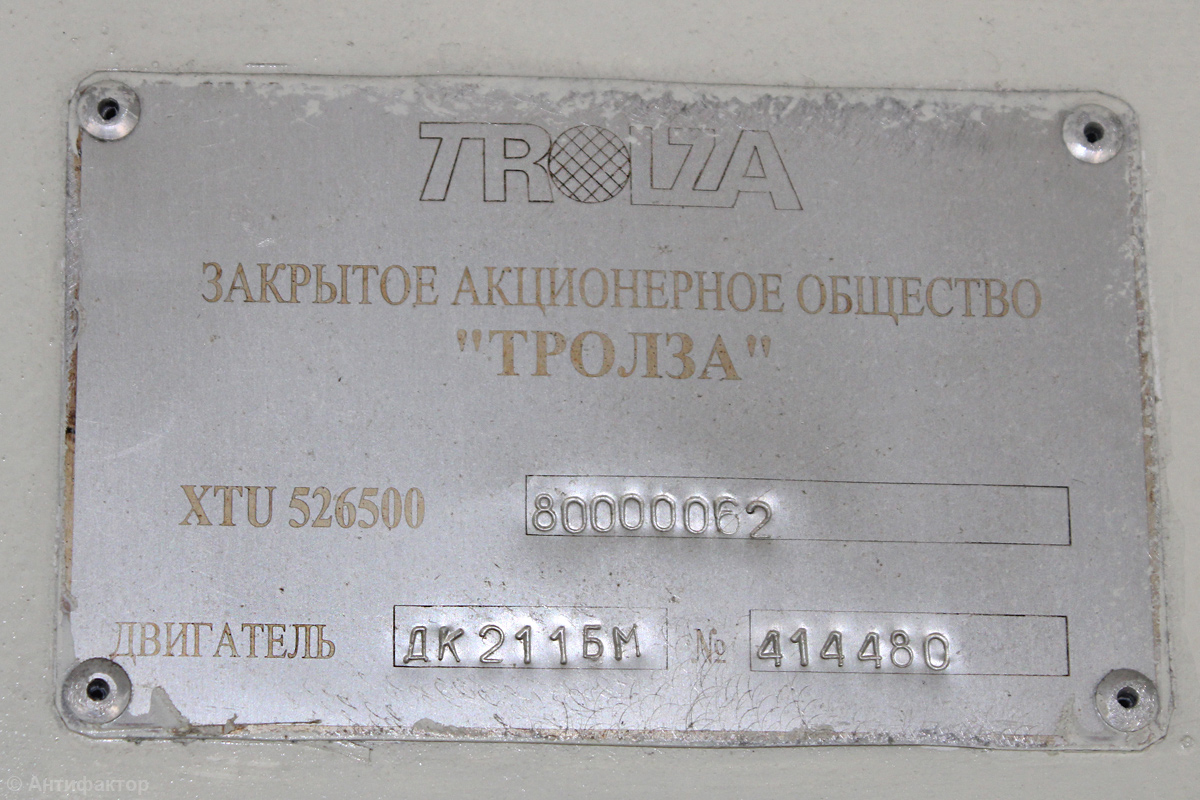 TROLZA
ЗАКРЫТОЕ АКЦИОНЕРНОЕ ОБЩЕСТВО
"ТРОЛЗА"
XTU 526500 80000062
ДВИГАТЕЛЬ ДК211БМ № 414480
© Антифактор